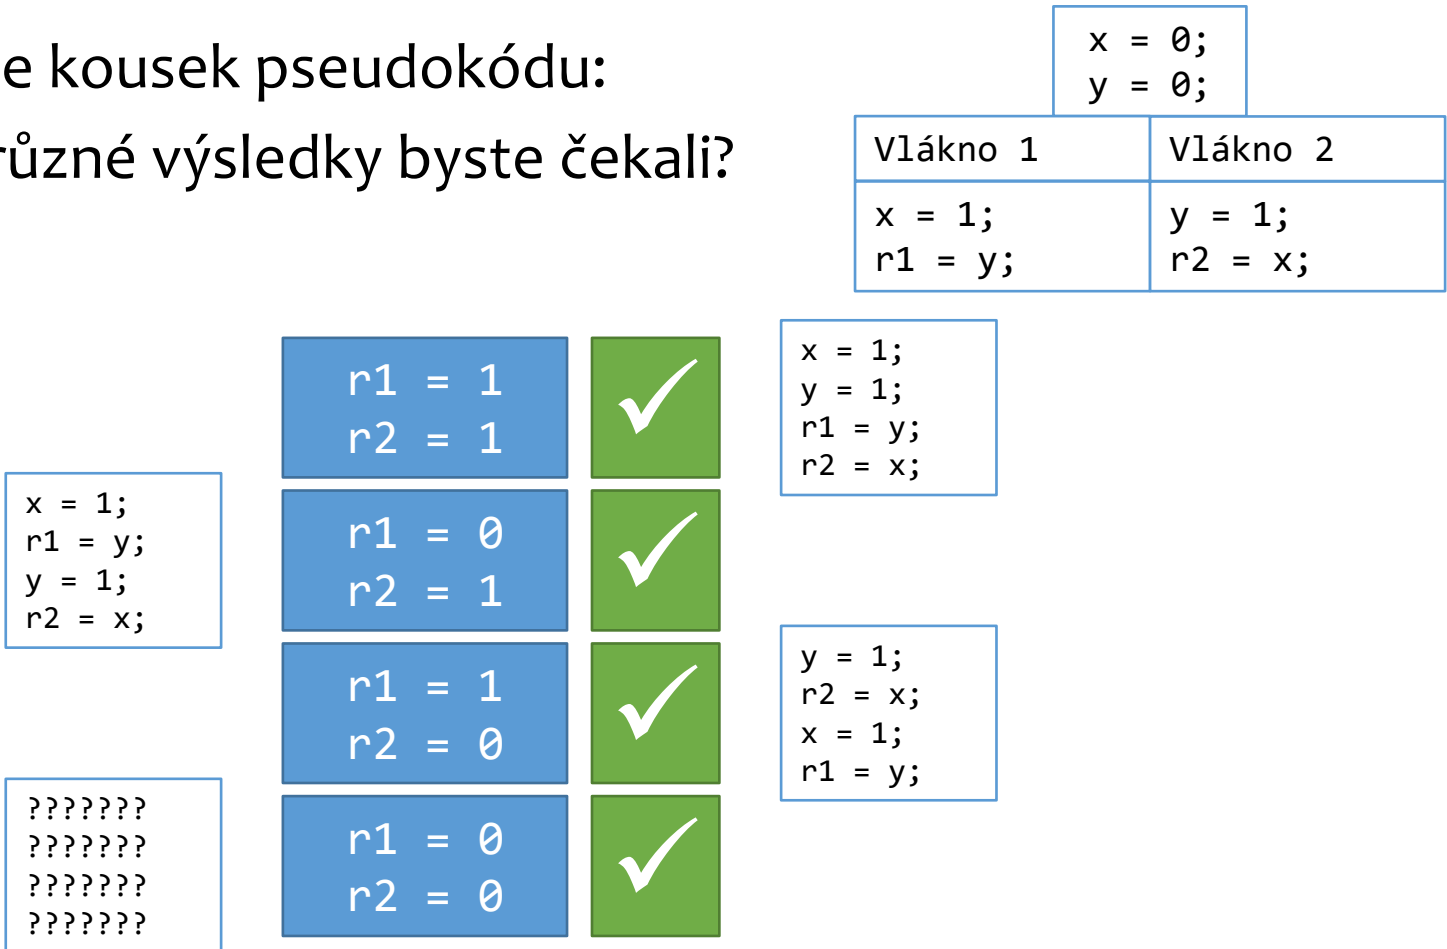 e kousek pseudokódu:
různé výsledky byste čekali?
x = 0;
y = 0;
Vlákno 1
Vlákno 2
x = 1;
r1 = y;
y = 1;
r2 = x;
r1 = 1
r2 = 1
x = 1;
y = 1;
r1 = y;
r2 = x;
x = 1;
r1 = y;
y = 1;
r2 = x;
r1 = 0
r2 = 1
r1 = 1
r2 = 0
y = 1;
r2 = x;
x = 1;
r1 = y;
???????
???????
???????
???????
r1 = 0
r2 = 0